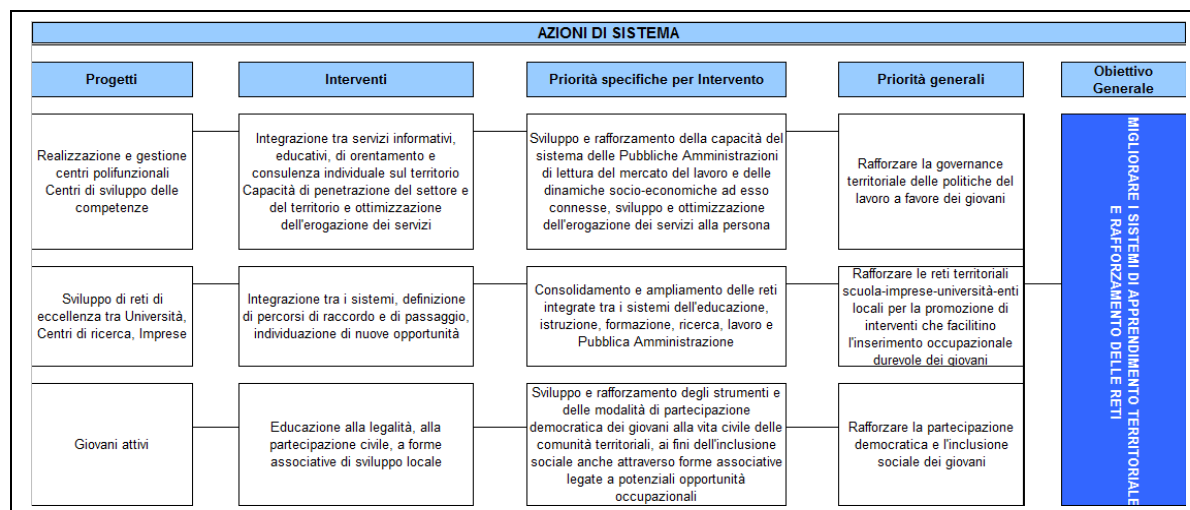 AZIONI DI SISTEMA
Progetti
Interventi
Priorità specifiche per Intervento
Priorità generali
Obiettivo
Generale
Realizzazione e gestione
centri polifunzionali
Centri di sviluppo delle
competenze
Integrazione tra servizi informativi,
educativi, di orentamento e
consulenza individuale sul territorio
Capacità di penetrazione del settore e
del territorio e ottimizzazione
dell'erogazione dei servizi
Sviluppo e rafforzamento della capacità del
sistema delle Pubbliche Amministrazioni
di lettura del mercato del lavoro e delle
dinamiche socio-economiche ad esso
connesse, sviluppo e ottimizzazione
dell'erogazione dei servizi alla persona
Rafforzare la governance
territoriale delle politiche del
lavoro a favore dei giovani
MIGLIORARE I SISTEMI DI APPRENDIMENTO TERRITORIALE
E RAFFORZAMENTO DELLE RETI
Sviluppo di reti di
eccellenza tra Università,
Centri di ricerca, Imprese
Integrazione tra i sistemi, definizione
di percorsi di raccordo e di passaggio,
individuazione di nuove opportunità
Consolidamento e ampliamento delle reti
integrate tra i sistemi dell'educazione,
istruzione, formazione, ricerca, lavoro e
Pubblica Amministrazione
Rafforzare le reti territoriali
scuola-imprese-università-enti
locali per la promozione di
interventi che facilitino
l'inserimento occupazionale
durevole dei giovani
Giovani attivi
Educazione alla legalità, alla
partecipazione civile, a forme
associative di sviluppo locale
Sviluppo e rafforzamento degli strumenti e
delle modalità di partecipazione
democratica dei giovani alla vita civile delle
comunità territoriali, ai fini dell'inclusione
sociale anche attraverso forme associative
legate a potenziali opportunità
occupazionali
Rafforzare la partecipazione
democratica e l'inclusione
sociale dei giovani